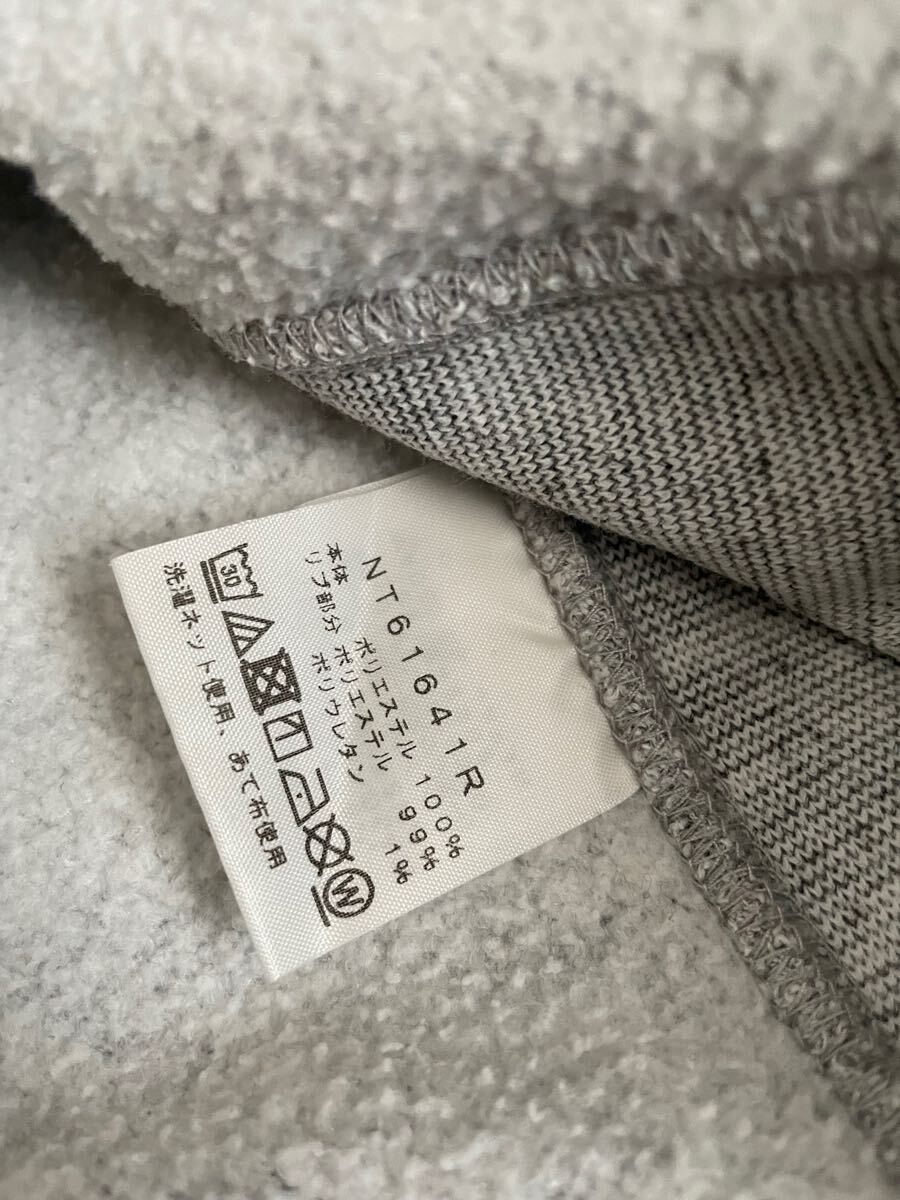 NT61641R
本体 ポリエステル 100%
リブ部分 ポリエステル 99%
ポリウレタン 1%
30
W
洗濯ネット使用、あて布使用